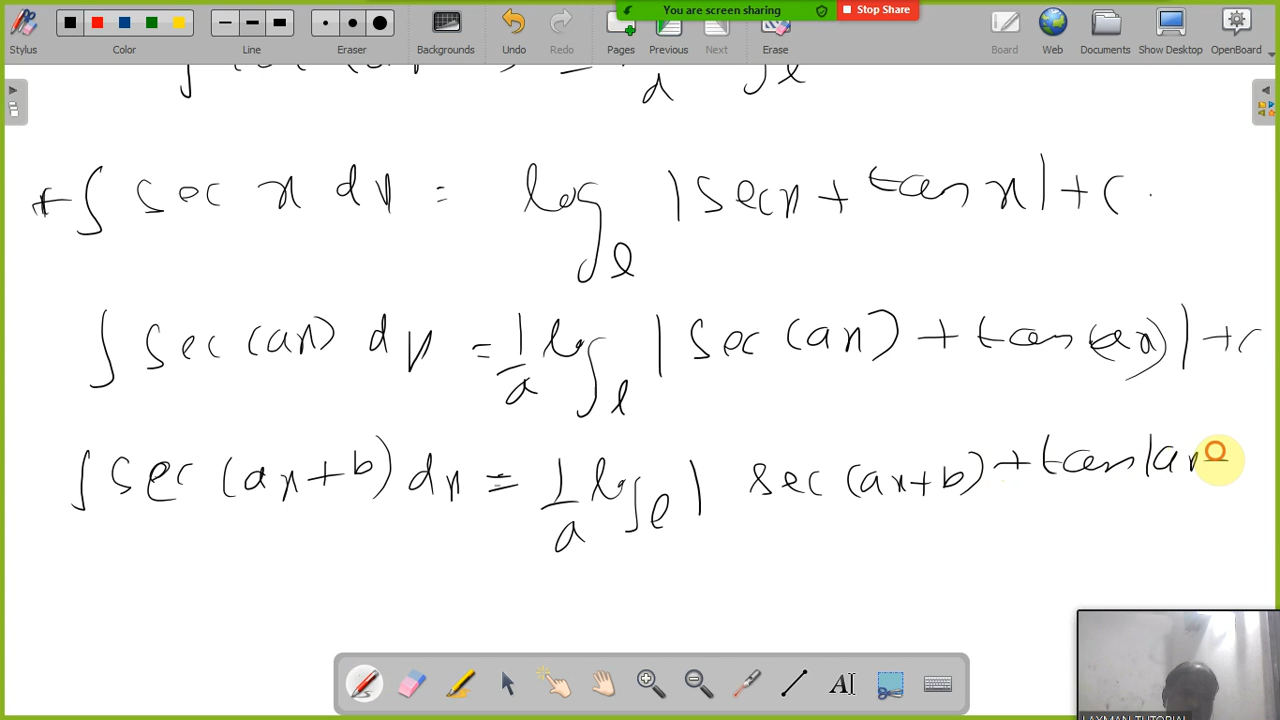 You are screen sharing Stop Share
Stylus Color Line Eraser Backgrounds Undo Redo Pages Previous Next Erase Board Web Documents Show Desktop OpenBoard
∫ sec x dx = log_e |sec x + tan x| + c.
∫ sec (ax) dx = 1/a log_e |sec (ax) + tan (ax)| + c
∫ sec (ax+b) dx = 1/a log_e | sec (ax+b) + tan (ax
LAXMAN TUTORIAL